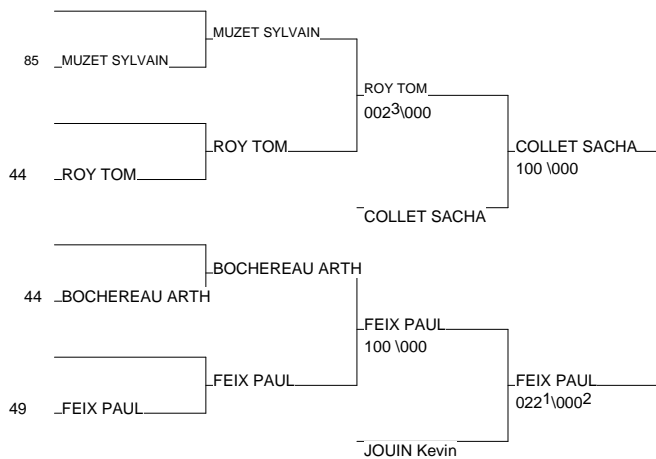 MUZET SYLVAIN
85 MUZET SYLVAIN
ROY TOM
002³\000
ROY TOM
COLLET SACHA
100 \000
44 ROY TOM
COLLET SACHA
BOCHEREAU ARTH
44 BOCHEREAU ARTH
FEIX PAUL
100 \000
FEIX PAUL
FEIX PAUL
022¹\000²
49 FEIX PAUL
JOUIN Kevin